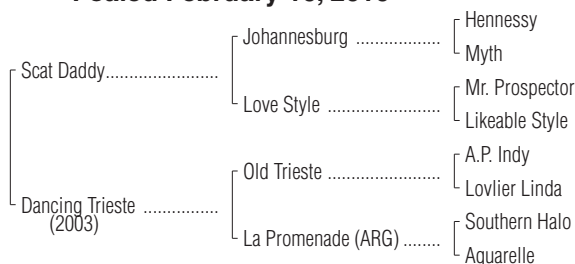 February
Hennessy
Johannesburg ...................
Myth
Scat Daddy.......................
Mr. Prospector
Love Style .......................
Likeable Style
A.P. Indy
Old Trieste .......................
Lovlier Linda
Dancing Trieste ...............
(2003)
Southern Halo
La Promenade (ARG) ........
Aquarelle